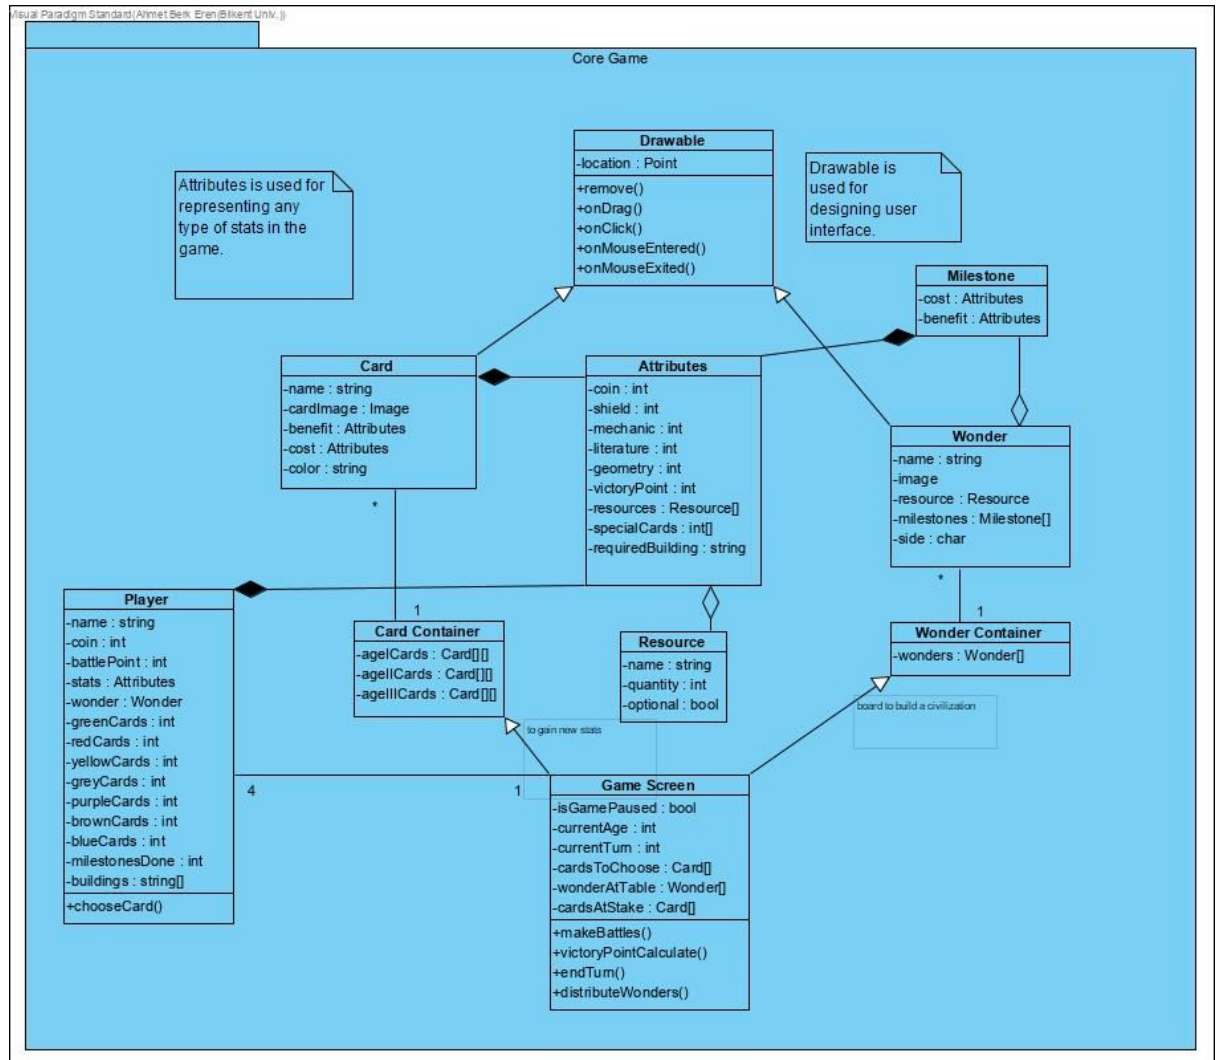 Visual Paradigm Standard(Ahmet Berk Eren(Bilkent Univ.))
Core Game
Attributes is used for
representing any
type of stats in the
game.
Drawable
-location : Point
+remove()
+onDrag()
+onClick()
+onMouseEntered()
+onMouseExited()
Drawable is
used for
designing user
interface.
Milestone
-cost : Attributes
-benefit : Attributes
Card
-name : string
-cardImage : Image
-benefit : Attributes
-cost : Attributes
-color : string
Attributes
-coin : int
-shield : int
-mechanic : int
-literature : int
-geometry : int
-victoryPoint : int
-resources : Resource[]
-specialCards : int[]
-requiredBuilding : string
Wonder
-name : string
-image
-resource : Resource
-milestones : Milestone[]
-side : char
*
1
*
1
Player
-name : string
-coin : int
-battlePoint : int
-stats : Attributes
-wonder : Wonder
-greenCards : int
-redCards : int
-yellowCards : int
-greyCards : int
-purpleCards : int
-brownCards : int
-blueCards : int
-milestonesDone : int
-buildings : string[]
+chooseCard()
Card Container
-ageICards : Card[][]
-ageIICards : Card[][]
-ageIIICards : Card[][]
Resource
-name : string
-quantity : int
-optional : bool
Wonder Container
-wonders : Wonder[]
to gain new stats
board to build a civilization
4
1
Game Screen
-isGamePaused : bool
-currentAge : int
-currentTurn : int
-cardsToChoose : Card[]
-wonderAtTable : Wonder[]
-cardsAtStake : Card[]
+makeBattles()
+victoryPointCalculate()
+endTurn()
+distributeWonders()